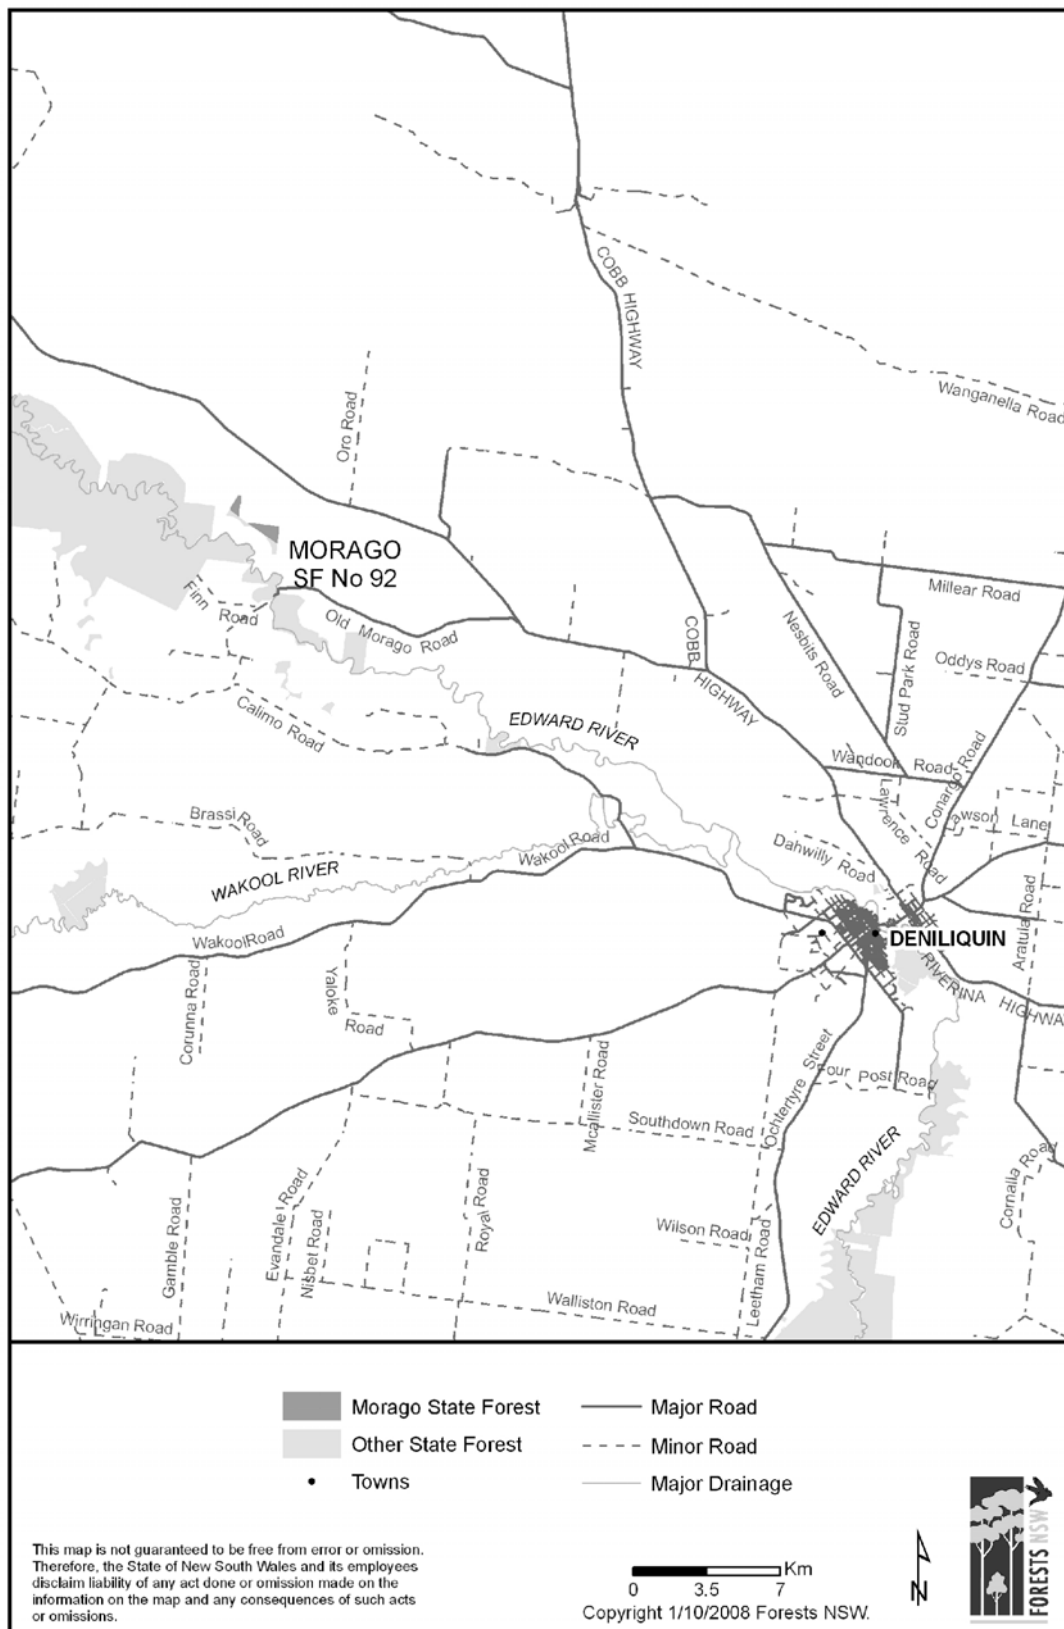 COBB HIGHWAY
Wanganella Road
Oro Road
MORAGO
SF No 92
Millear Road
Finn Road
Old Morago Road
COBB HIGHWAY
Nesbits Road
Stud Park Road
Oddys Road
Calimo Road
EDWARD RIVER
Wandook Road
Conargo Road
Lawrence Road
Lawson Lane
Brassi Road
Wakool Road
Dahwilly Road
WAKOOL RIVER
Aratula Road
WakoolRoad
DENILIQUIN
RIVERINA HIGHWA
Corunna Road
Yaloke
Road
Mcallister Road
Ochtertyre Street
Four Post Road
Southdown Road
EDWARD RIVER
Cornalla Road
Gamble Road
Evandale Road
Nisbet Road
Royal Road
Wilson Road
Leetham Road
Walliston Road
Wirringan Road
Morago State Forest
Major Road
Other State Forest
Minor Road
Towns
Major Drainage
This map is not guaranteed to be free from error or omission.
Therefore, the State of New South Wales and its employees
disclaim liability of any act done or omission made on the
information on the map and any consequences of such acts
or omissions.
Km
0 3.5 7
Copyright 1/10/2008 Forests NSW.
N
FORESTS NSW